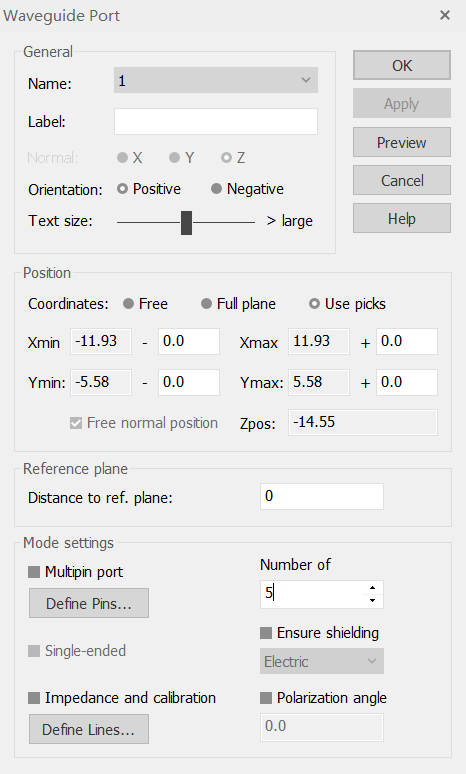 Waveguide Port
General
Name: 1
OK
Label:
Apply
Normal: X Y Z
Preview
Orientation: Positive Negative
Cancel
Text size: > large
Help
Position
Coordinates: Free Full plane Use picks
Xmin -11.93 - 0.0 Xmax 11.93 + 0.0
Ymin: -5.58 - 0.0 Ymax: 5.58 + 0.0
Free normal position Zpos: -14.55
Reference plane
Distance to ref. plane: 0
Mode settings
Multipin port
Number of
Define Pins...
5
Single-ended
Ensure shielding
Electric
Impedance and calibration
Polarization angle
Define Lines...
0.0